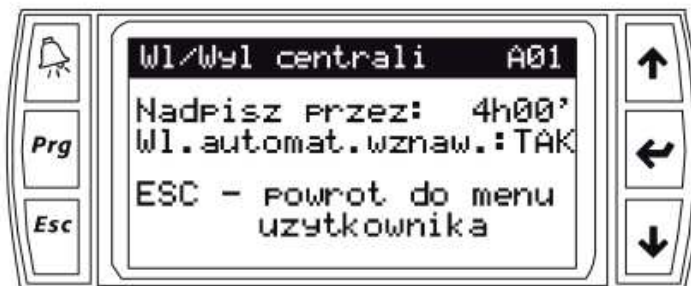 Wl/Wyl centrali A01
Nadpisz przez: 4h00'
Wl.automat.wznaw.:TAK
ESC - powrot do menu
uzytkownika
Prg
Esc